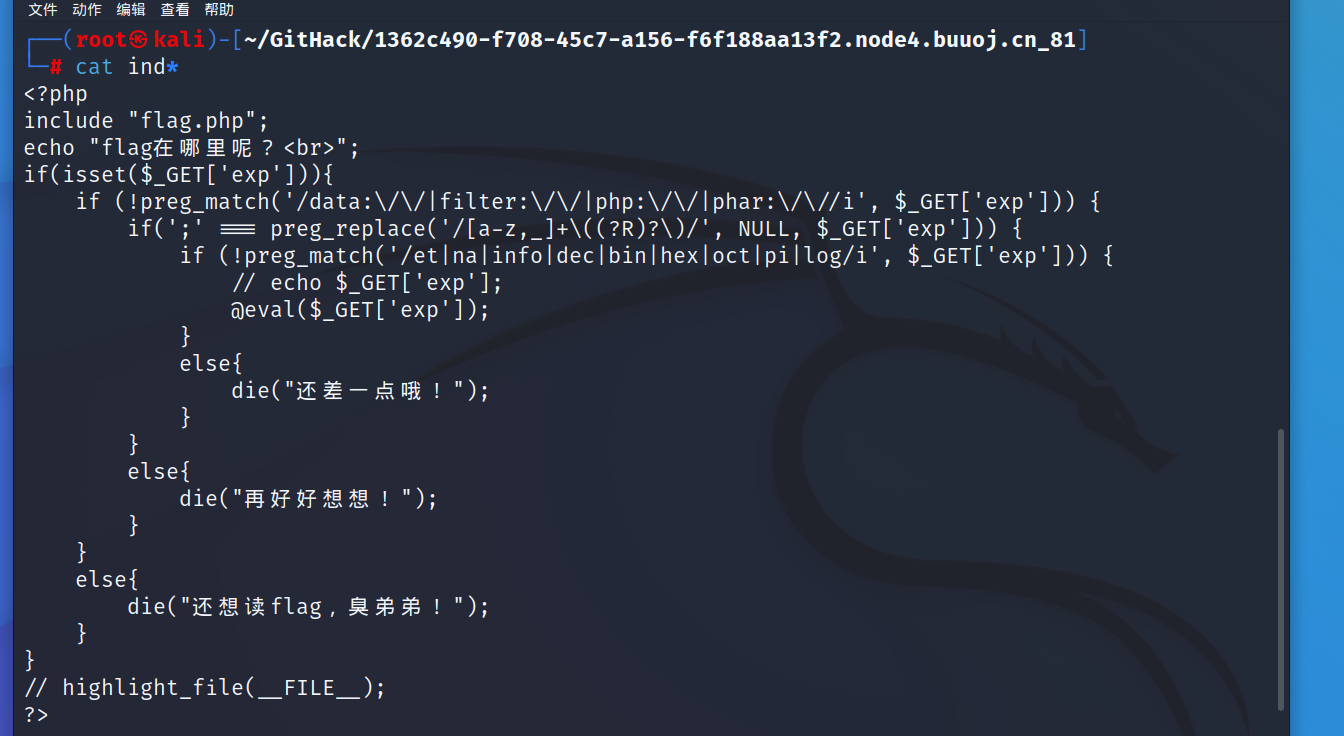 文件 动作 编辑 查看 帮助
┌──(root㉿kali)-[~/GitHack/1362c490-f708-45c7-a156-f6f188aa13f2.node4.buuoj.cn_81]
└─# cat ind*
<?php
include "flag.php";
echo "flag在哪里呢？<br>";
if(isset($_GET['exp'])){
    if (!preg_match('/data:\/\/|filter:\/\/|php:\/\/|phar:\/\//i', $_GET['exp'])) {
        if(';' === preg_replace('/[a-z,_]+\((?R)?\)/', NULL, $_GET['exp'])) {
            if (!preg_match('/et|na|info|dec|bin|hex|oct|pi|log/i', $_GET['exp'])) {
                // echo $_GET['exp'];
                @eval($_GET['exp']);
            }
            else{
                die("还差一点哦！");
            }
        }
        else{
            die("再好好想想！");
        }
    }
    else{
        die("还想读flag，臭弟弟！");
    }
}
// highlight_file(__FILE__);
?>